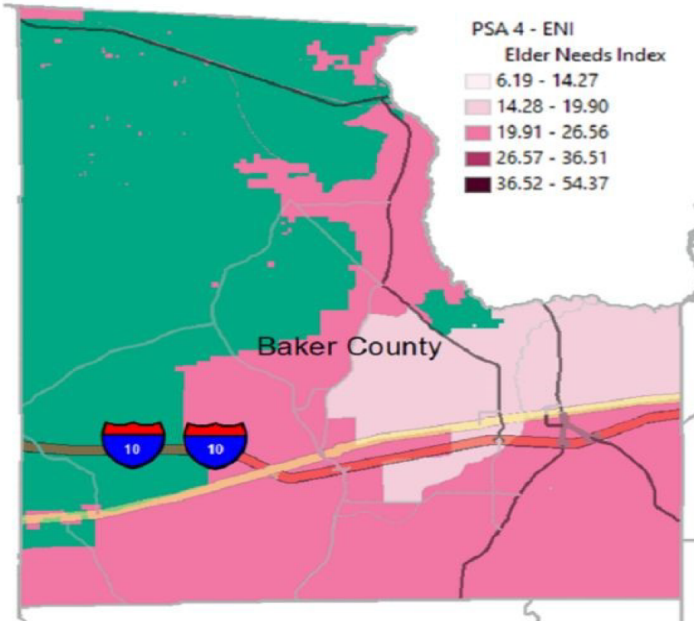 PSA 4 - ENI
Elder Needs Index
6.19 - 14.27
14.28 - 19.90
19.91 - 26.56
26.57 - 36.51
36.52 - 54.37
Baker County
10 10